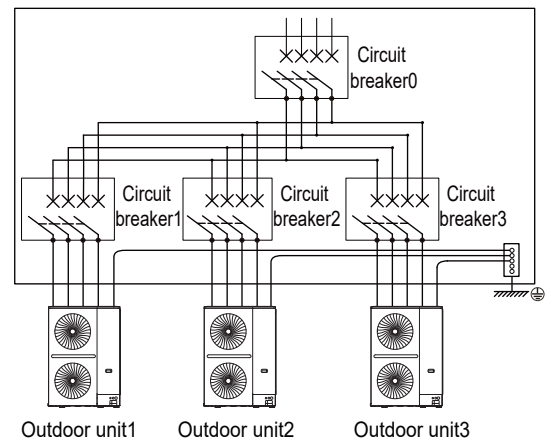 Circuit
breaker0
Circuit
breaker1
Circuit
breaker2
Circuit
breaker3
Outdoor unit1
Outdoor unit2
Outdoor unit3